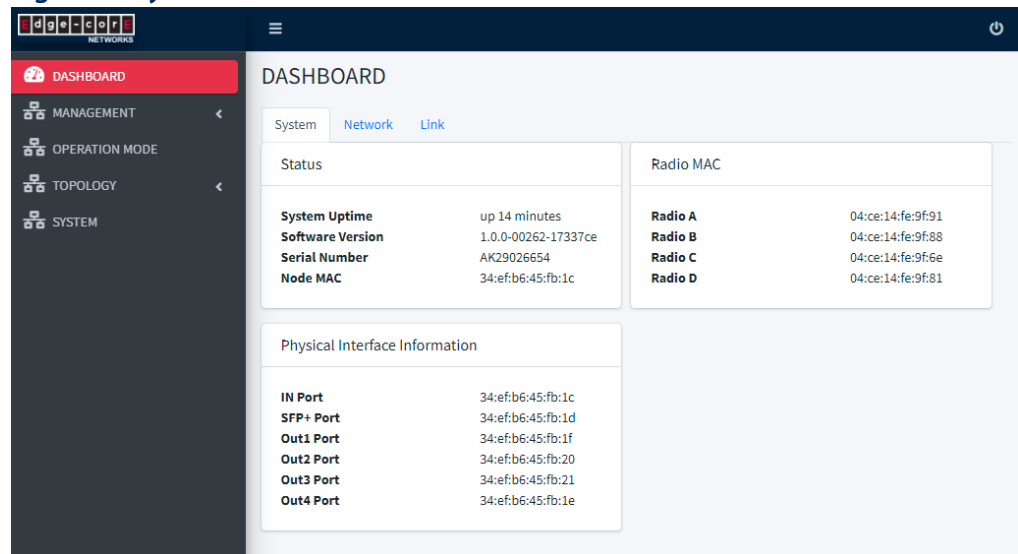 Edge-corE
NETWORKS
DASHBOARD
MANAGEMENT
OPERATION MODE
TOPOLOGY
SYSTEM
DASHBOARD
System Network Link
Status
System Uptime up 14 minutes
Software Version 1.0.0-00262-17337ce
Serial Number AK29026654
Node MAC 34:ef:b6:45:fb:1c
Radio MAC
Radio A 04:ce:14:fe:9f:91
Radio B 04:ce:14:fe:9f:88
Radio C 04:ce:14:fe:9f:6e
Radio D 04:ce:14:fe:9f:81
Physical Interface Information
IN Port 34:ef:b6:45:fb:1c
SFP+ Port 34:ef:b6:45:fb:1d
Out1 Port 34:ef:b6:45:fb:1f
Out2 Port 34:ef:b6:45:fb:20
Out3 Port 34:ef:b6:45:fb:21
Out4 Port 34:ef:b6:45:fb:1e